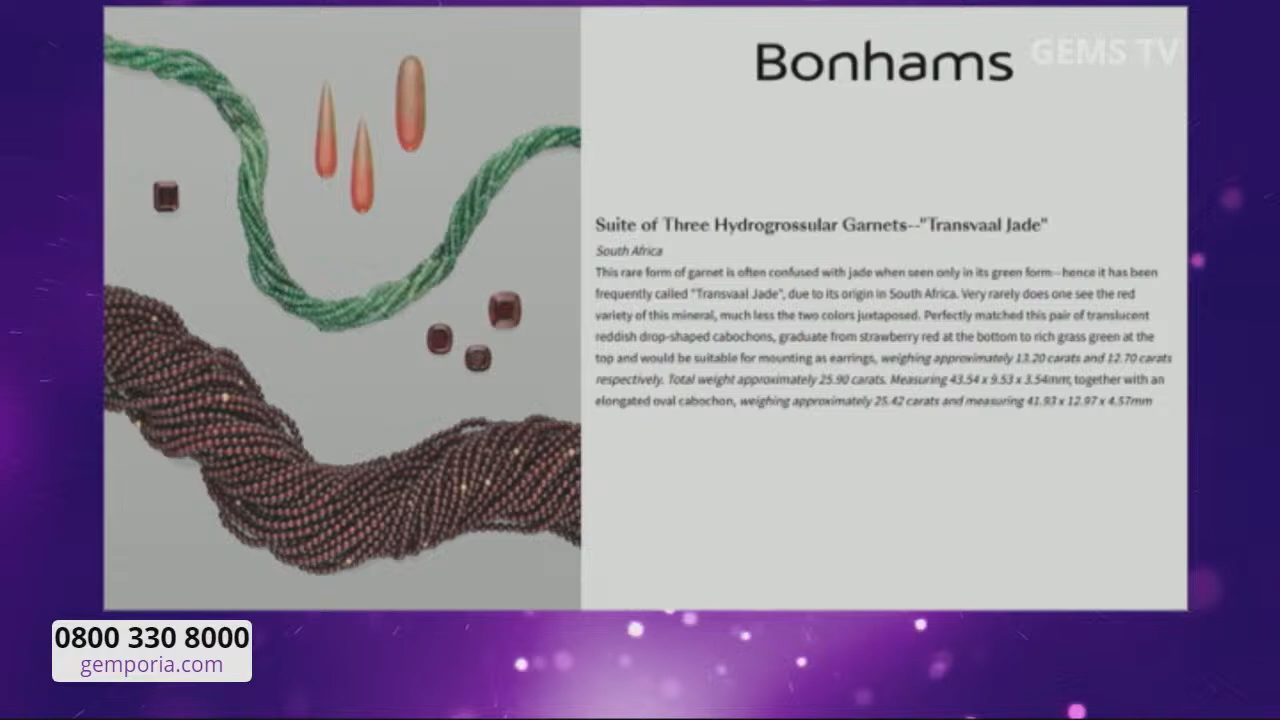 GEMS TV
Bonhams
Suite of Three Hydrogrossular Garnets--"Transvaal Jade"
South Africa
This rare form of garnet is often confused with jade when seen only in its green form--hence it has been
frequently called "Transvaal Jade", due to its origin in South Africa. Very rarely does one see the red
variety of this mineral, much less the two colors juxtaposed. Perfectly matched this pair of translucent
reddish drop-shaped cabochons, graduate from strawberry red at the bottom to rich grass green at the
top and would be suitable for mounting as earrings, weighing approximately 13.20 carats and 12.70 carats
respectively. Total weight approximately 25.90 carats. Measuring 43.54 x 9.53 x 3.54mm; together with an
elongated oval cabochon, weighing approximately 25.42 carats and measuring 41.93 x 12.97 x 4.57mm
0800 330 8000
gemporia.com